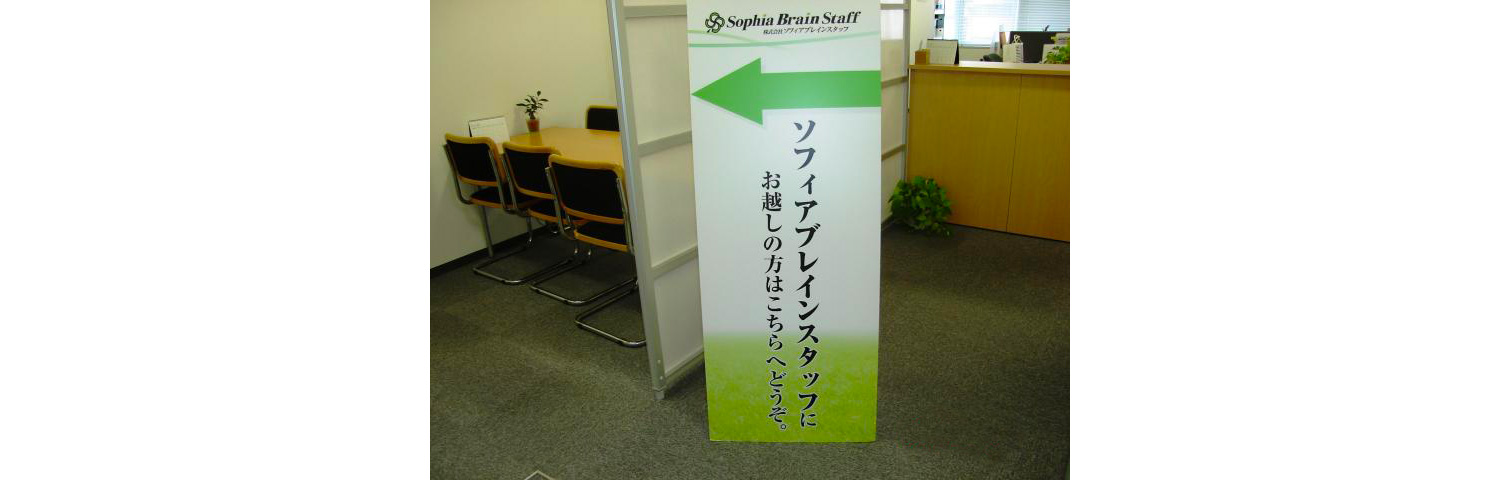 Sophia Brain Staff
株式会社ソフィアブレインスタッフ
ソフィアブレインスタッフに
お越しの方はこちらへどうぞ。